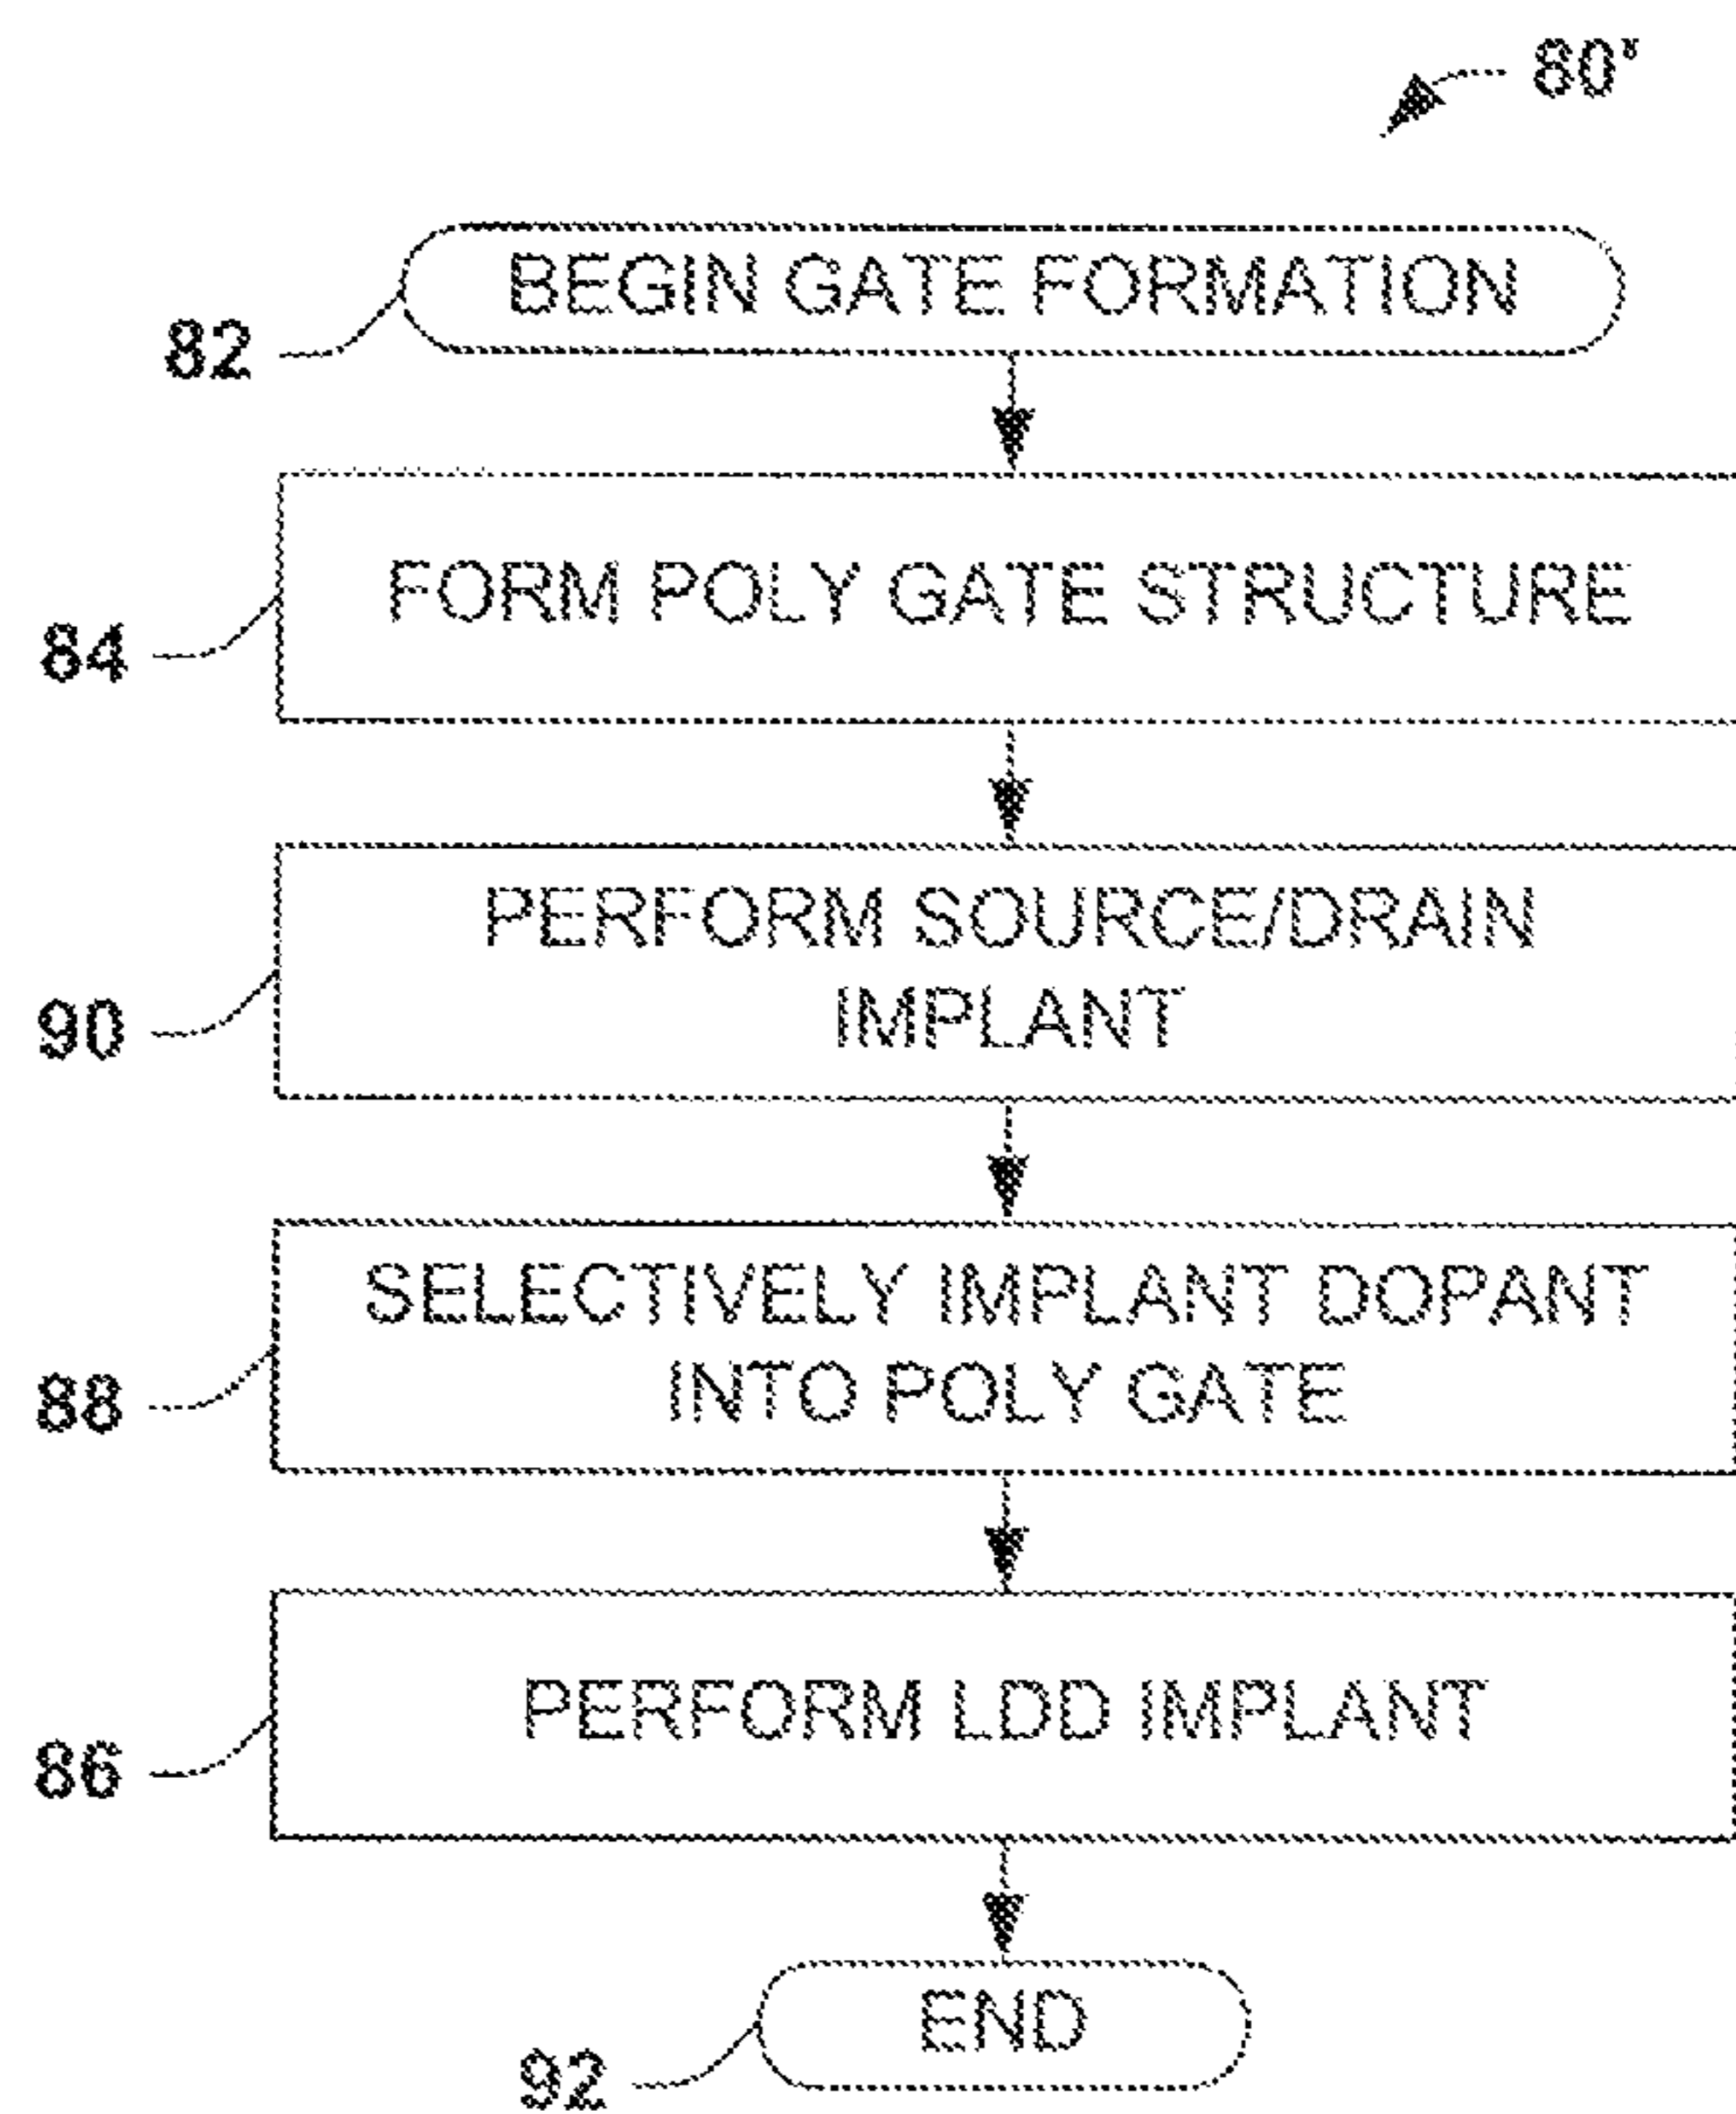 80'
BEGIN GATE FORMATION
82
FORM POLY GATE STRUCTURE
84
PERFORM SOURCE/DRAIN
IMPLANT
90
SELECTIVELY IMPLANT DOPANT
INTO POLY GATE
88
PERFORM LDD IMPLANT
86
END
92